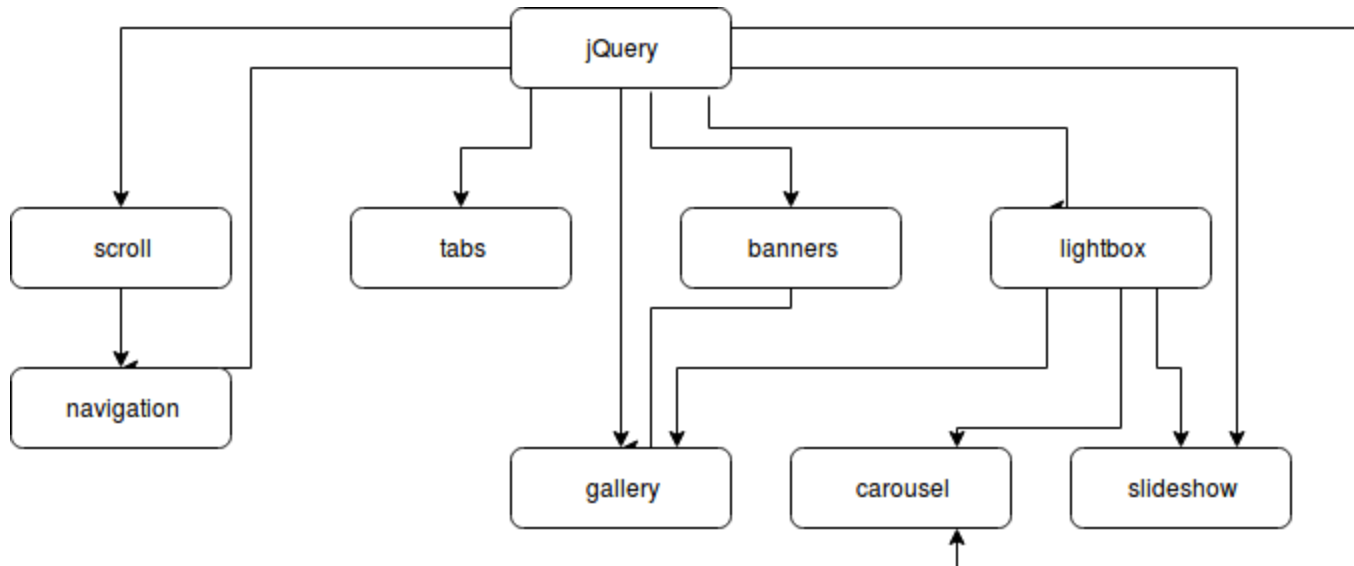 jQuery
scroll
tabs
banners
lightbox
navigation
gallery
carousel
slideshow